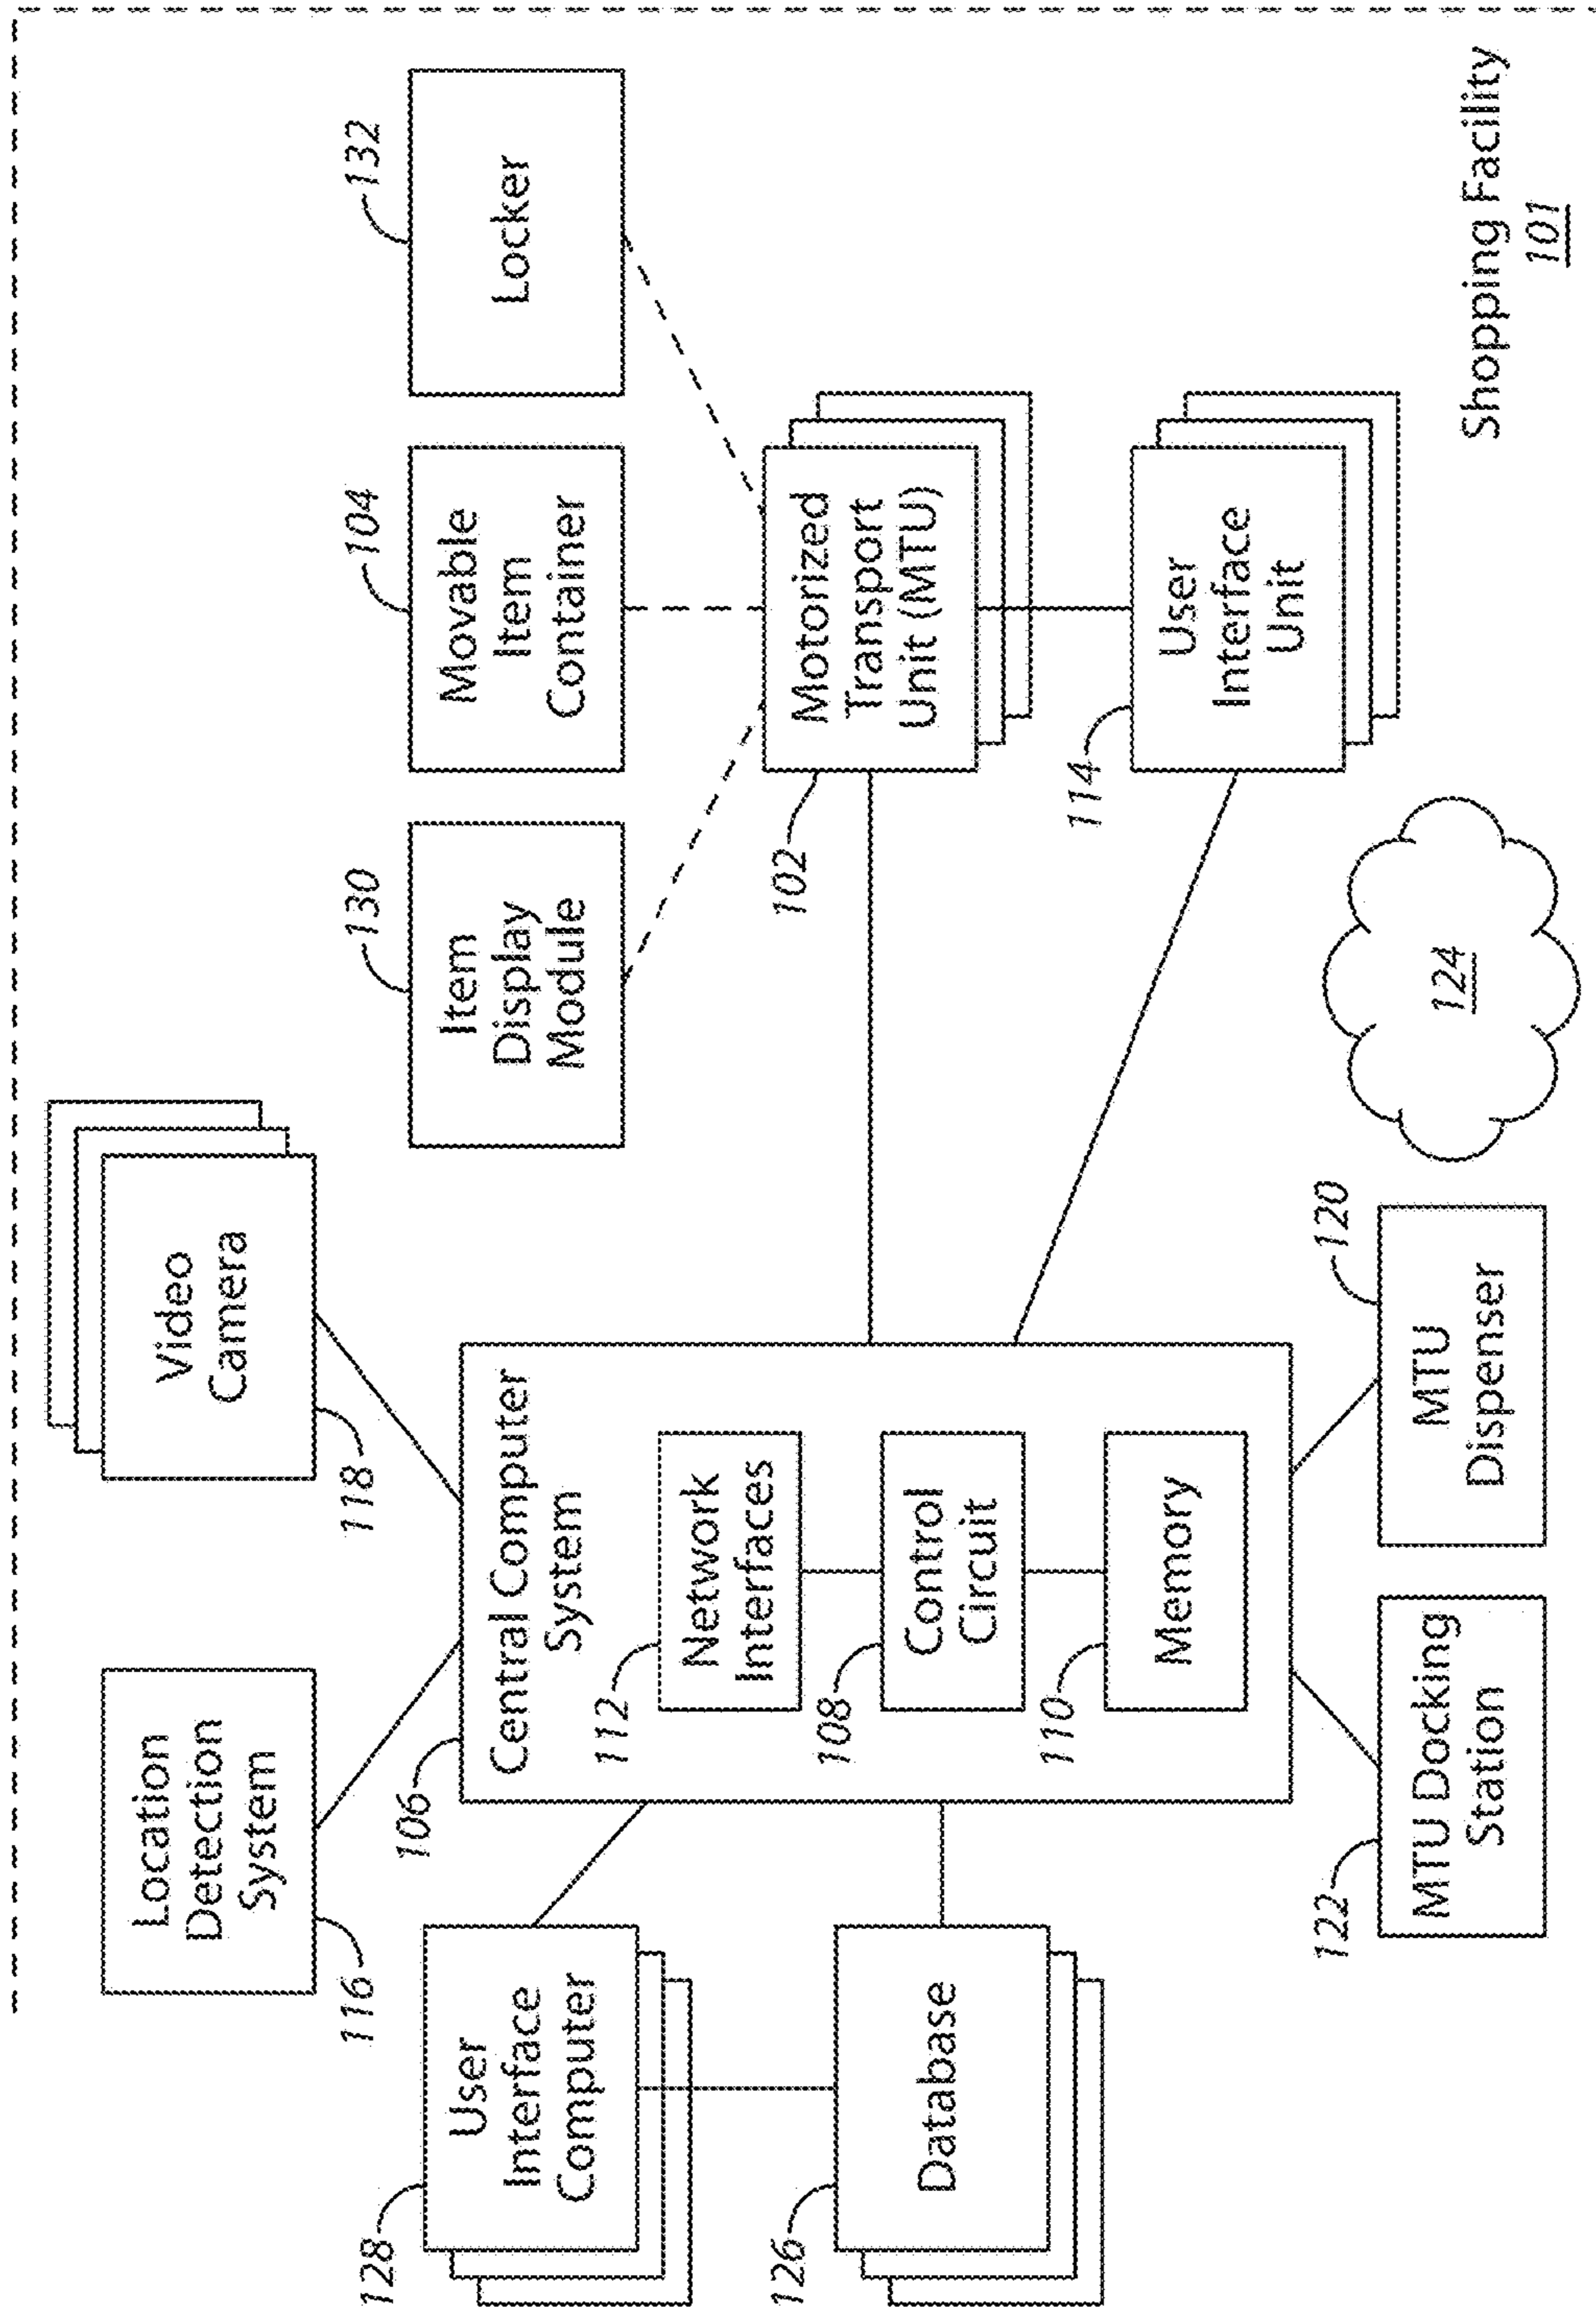 Location
Detection
System
116
Video
Camera
118
Item
Display
Module
130
Movable
Item
Container
104
Locker
132
User
Interface
Computer
128
Database
126
106
Central Computer
System
112
Network
Interfaces
108
Control
Circuit
110
Memory
Motorized
Transport
Unit (MTU)
102
User
Interface
Unit
114
MTU Docking
Station
122
MTU
Dispenser
120
124
Shopping Facility
101